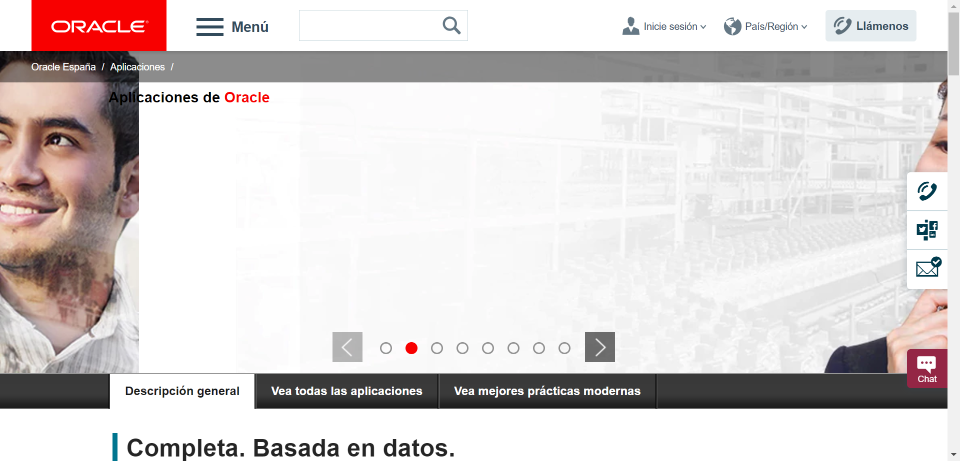 ORACLE
Menú
Inicie sesión
País/Región
Llámenos
Oracle España / Aplicaciones /
Aplicaciones de Oracle
Descripción general
Vea todas las aplicaciones
Vea mejores prácticas modernas
Chat
Completa. Basada en datos.